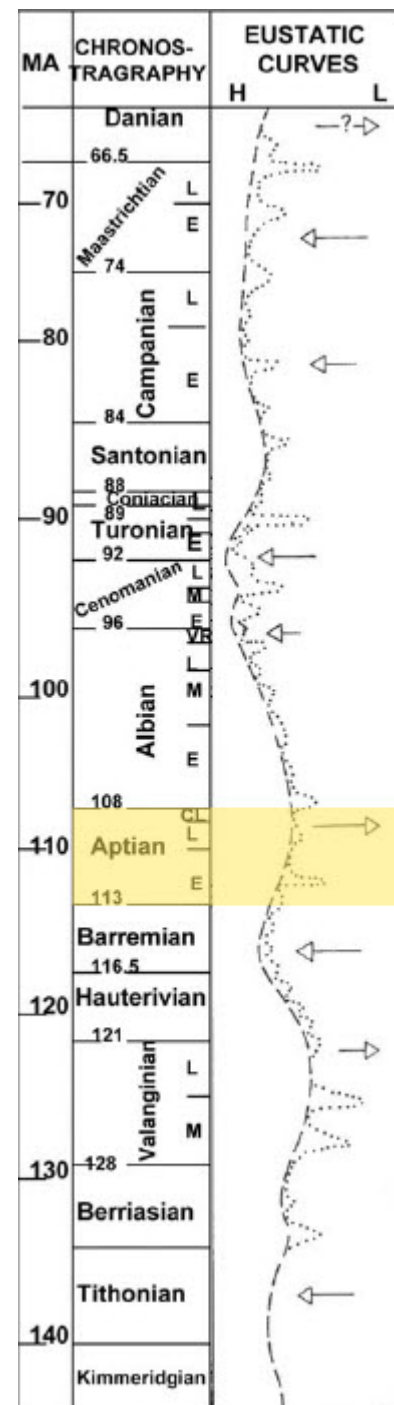 MA
CHRONOS-
TRAGRAPHY
EUSTATIC
CURVES
H L
Danian
?
66.5
70
Maastrichtian
L
E
74
Campanian
L
80
E
84
Santonian
88
Coniacian
L
89
90
Turonian
E
92
Cenomanian
L
M
E
96
VR
L
100
Albian
M
E
108
CL
Aptian
L
110
E
113
Barremian
116.5
Hauterivian
120
121
Valanginian
L
M
128
130
Berriasian
Tithonian
140
Kimmeridgian